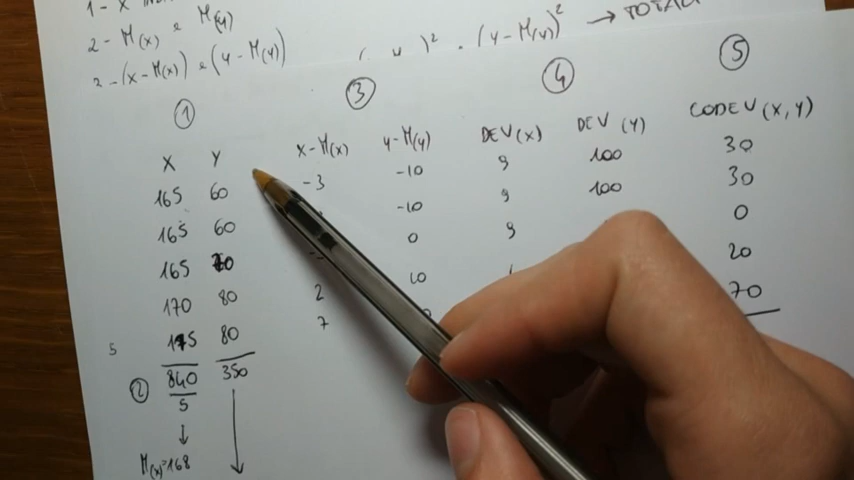 1 - X
2 - M(x) e M(y)
3 - (x - M(x)) e (y - M(y))
)² . (y - M(y))² → TOTALI
① ③ ④ ⑤
X Y x-M(x) y-M(y) DEV(x) DEV(y) CODEV(x,y)
165 60 -3 -10 9 100 30
165 60 -10 9 100 30
165 70 0 9 0
170 80 2 10 20
5 175 80 7 70
② 840 350
5
M(x)=168